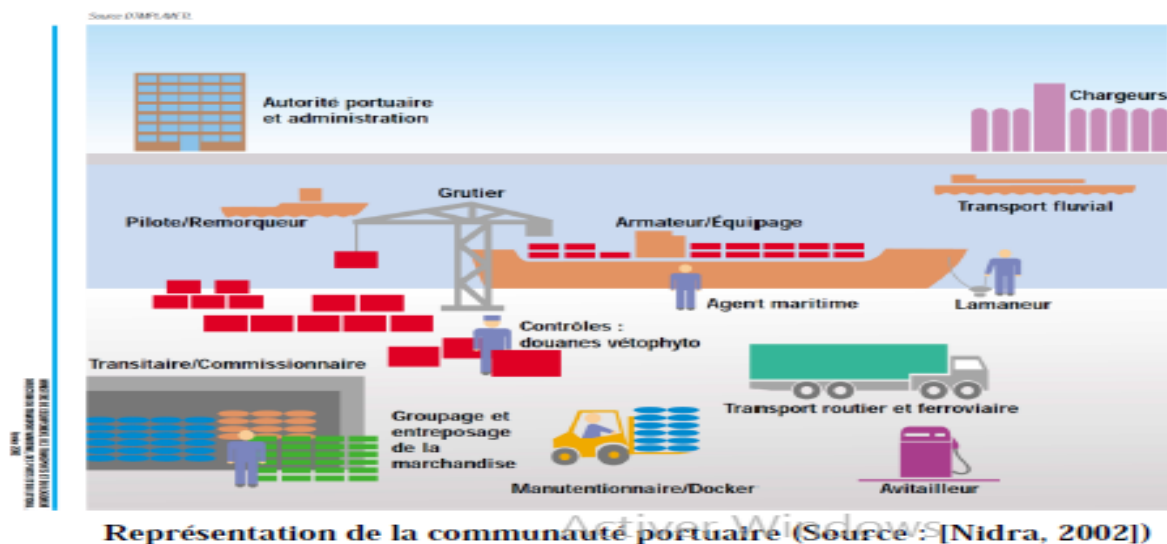 Autorité portuaire
et administration
Chargeurs
Grutier
Pilote/Remorqueur
Armateur/Équipage
Transport fluvial
Agent maritime
Lamaneur
Contrôles :
douanes vétophyto
Transitaire/Commissionnaire
Groupage et
entreposage
de la
marchandise
Transport routier et ferroviaire
Manutentionnaire/Docker
Avitailleur
Activer Windows
Représentation de la communauté portuaire (Source : [Nidra, 2002])